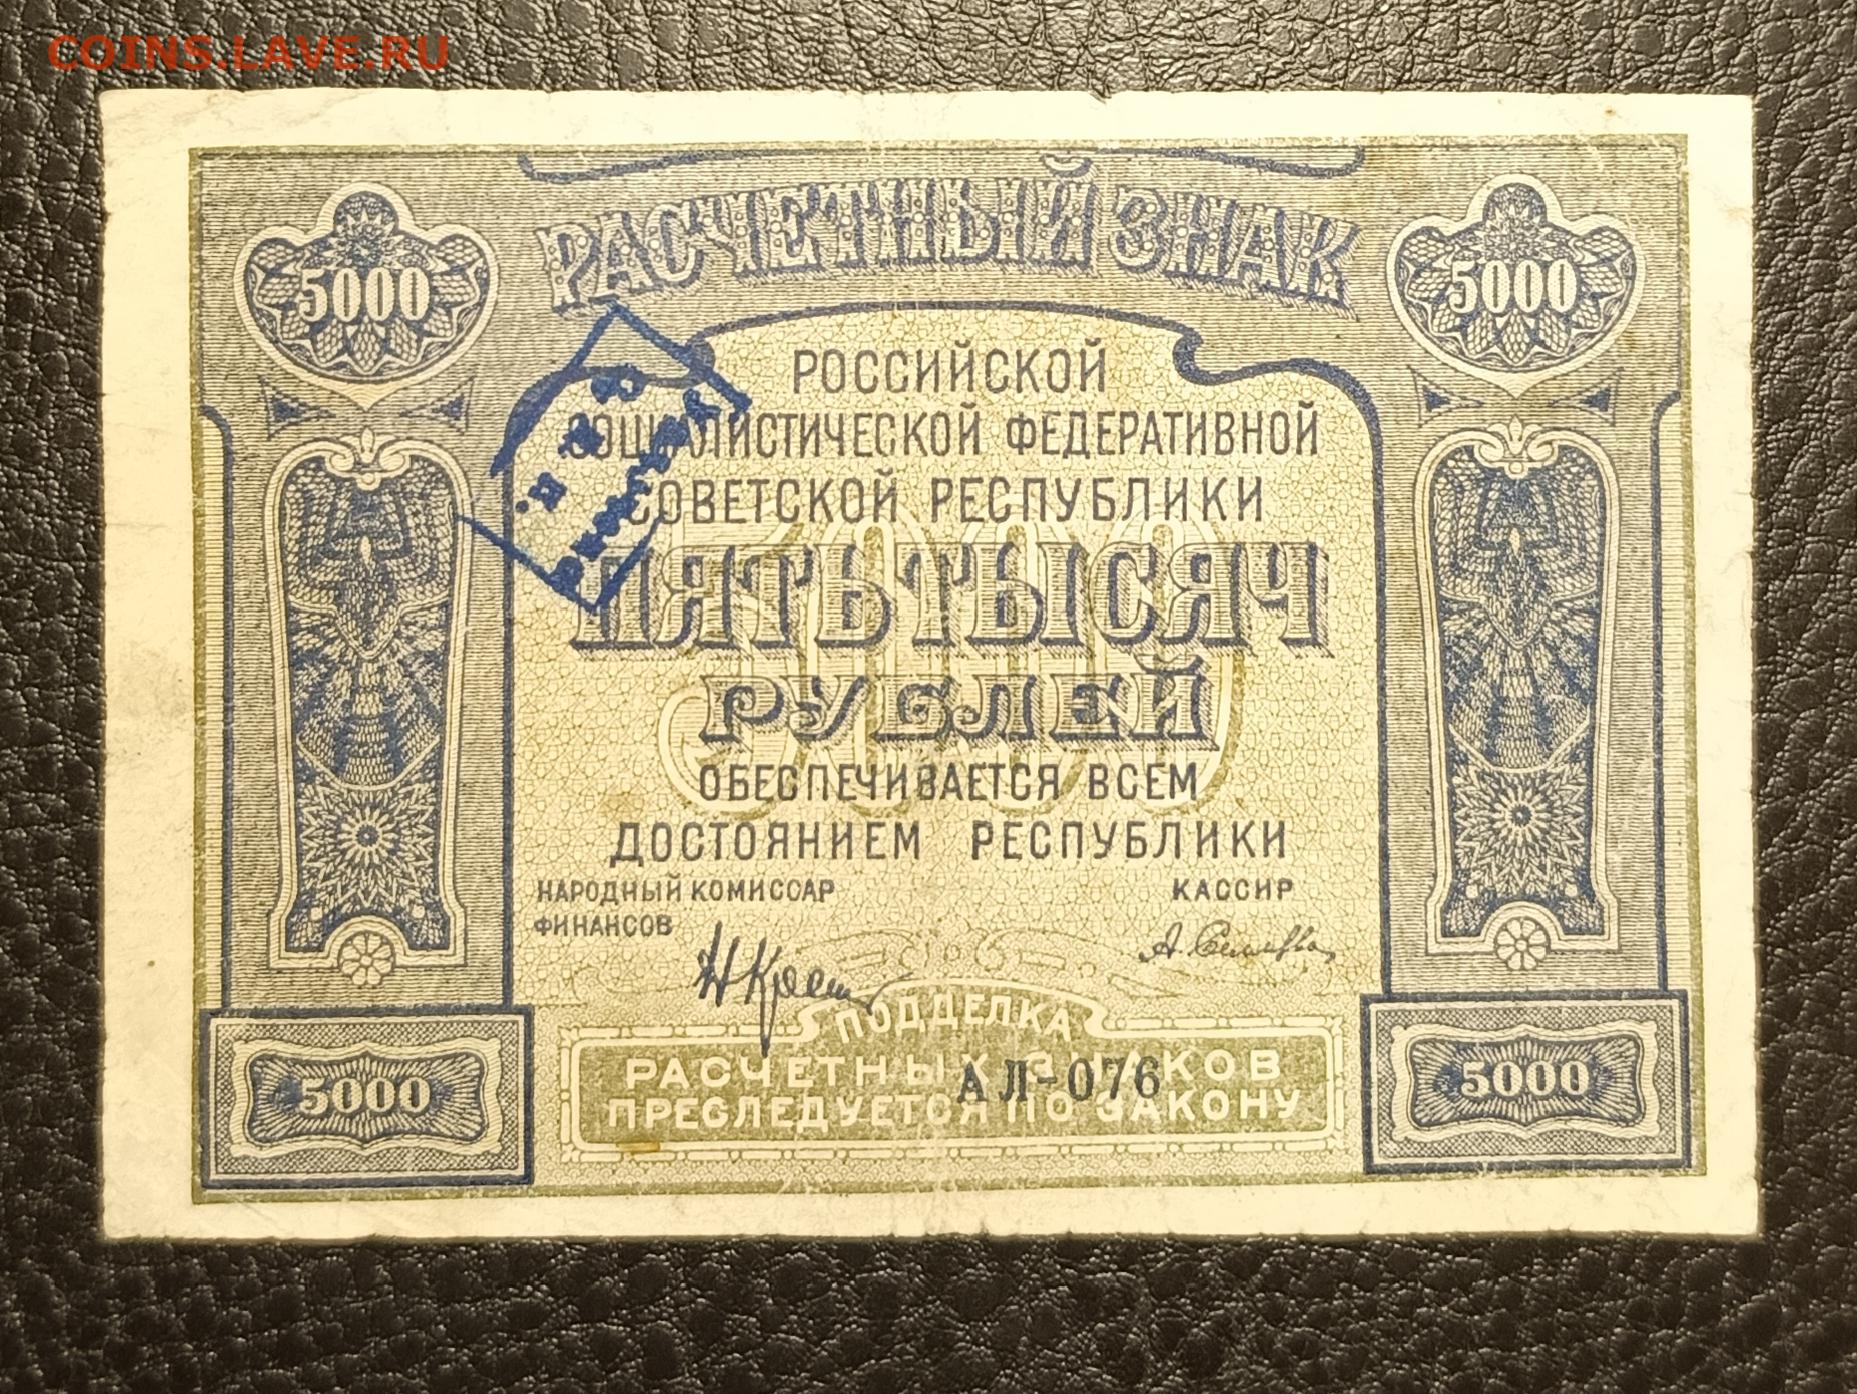 COINS.LAVE.RU
РАСЧЕТНЫЙ ЗНАК
5000
5000
РОССИЙСКОЙ
СОЦИАЛИСТИЧЕСКОЙ ФЕДЕРАТИВНОЙ
СОВЕТСКОЙ РЕСПУБЛИКИ
5000
ПЯТЬ ТЫСЯЧ
РУБЛЕЙ
ОБЕСПЕЧИВАЕТСЯ ВСЕМ
ДОСТОЯНИЕМ РЕСПУБЛИКИ
НАРОДНЫЙ КОМИССАР
ФИНАНСОВ
КАССИР
ПОДДЕЛКА
РАСЧЕТНЫХ ЗНАКОВ
АЛ-076
ПРЕСЛЕДУЕТСЯ ПО ЗАКОНУ
5000
5000